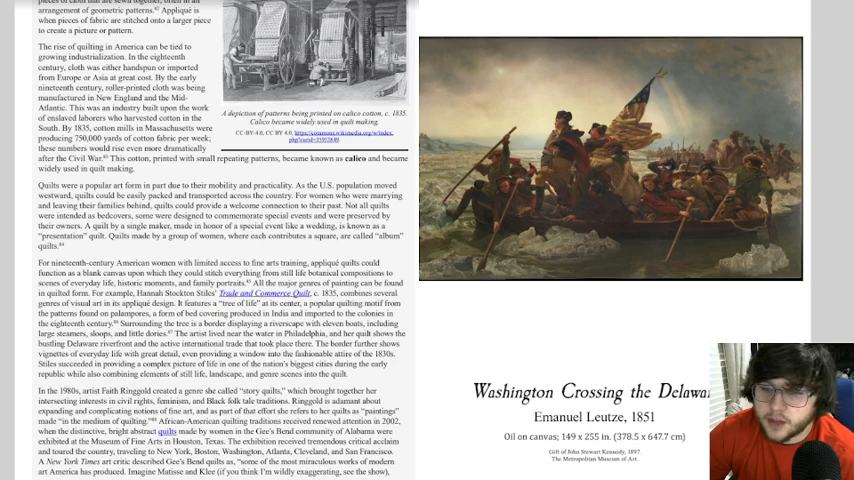 pieces of cloth that are sewn together, often in an
arrangement of geometric patterns.⁸² Appliqué is
when pieces of fabric are stitched onto a larger piece
to create a picture or pattern.
The rise of quilting in America can be tied to
growing industrialization. In the eighteenth
century, cloth was either handspun or imported
from Europe or Asia at great cost. By the early
nineteenth century, roller-printed cloth was being
manufactured in New England and the Mid-
Atlantic. This was an industry built upon the work
of enslaved laborers who harvested cotton in the
South. By 1835, cotton mills in Massachusetts were
producing 750,000 yards of cotton fabric per week;
these numbers would rise even more dramatically
after the Civil War.⁸³ This cotton, printed with small repeating patterns, became known as calico and became
widely used in quilt making.
A depiction of patterns being printed on calico cotton, c. 1835.
Calico became widely used in quilt making.
CC-BY-4.0, CC BY 4.0, https://commons.wikimedia.org/w/index.
Quilts were a popular art form in part due to their mobility and practicality. As the U.S. population moved
westward, quilts could be easily packed and transported across the country. For women who were marrying
and leaving their families behind, quilts could provide a welcome connection to their past. Not all quilts
were intended as bedcovers, some were designed to commemorate special events and were preserved by
their owners. A quilt by a single maker, made in honor of a special event like a wedding, is known as a
“presentation” quilt. Quilts made by a group of women, where each contributes a square, are called “album”
quilts.⁸⁴
For nineteenth-century American women with limited access to fine arts training, appliqué quilts could
function as a blank canvas upon which they could stitch everything from still life botanical compositions to
scenes of everyday life, historic moments, and family portraits.⁸⁵ All the major genres of painting can be found
in quilted form. For example, Hannah Stockton Stiles’ Trade and Commerce Quilt, c. 1835, combines several
genres of visual art in its appliqué design. It features a “tree of life” at its center, a popular quilting motif from
the patterns found on palampores, a form of bed covering produced in India and imported to the colonies in
the eighteenth century.⁸⁶ Surrounding the tree is a border displaying a riverscape with eleven boats, including
large steamers, sloops, and little dories.⁸⁷ The artist lived near the water in Philadelphia, and her quilt shows the
bustling Delaware riverfront and the active international trade that took place there. The border further shows
vignettes of everyday life with great detail, even providing a window into the fashionable attire of the 1830s.
Stiles succeeded in providing a complex picture of life in one of the nation’s biggest cities during the early
republic while also combining elements of still life, landscape, and genre scenes into the quilt.
In the 1980s, artist Faith Ringgold created a genre she called “story quilts,” which brought together her
intersecting interests in civil rights, feminism, and Black folk tale traditions. Ringgold is adamant about
expanding and complicating notions of fine art, and as part of that effort she refers to her quilts as “paintings”
made “in the medium of quilting.”⁸⁸ African-American quilting traditions received renewed attention in 2002,
when the distinctive, bright abstract quilts made by women in the Gee’s Bend community of Alabama were
exhibited at the Museum of Fine Arts in Houston, Texas. The exhibition received tremendous critical acclaim
and toured the country, traveling to New York, Boston, Washington, Atlanta, Cleveland, and San Francisco.
A New York Times art critic described Gee’s Bend quilts as, “some of the most miraculous works of modern
art America has produced. Imagine Matisse and Klee (if you think I’m wildly exaggerating, see the show),
Washington Crossing the Delawar
Emanuel Leutze, 1851
Oil on canvas; 149 x 255 in. (378.5 x 647.7 cm)
Gift of John Stewart Kennedy, 1897.
The Metropolitan Museum of Art.